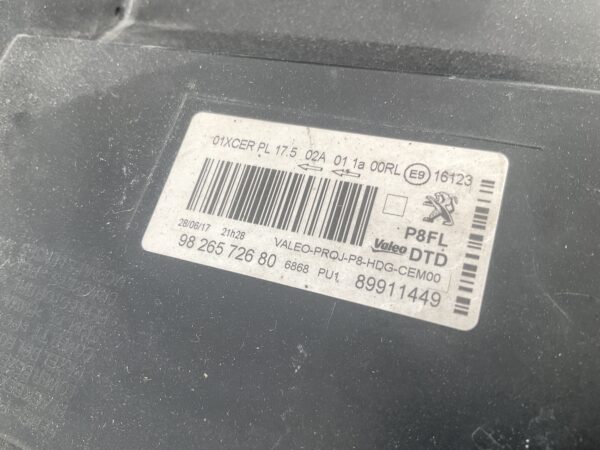 01XCER PL 17.5 02A 01 1a 00RL E9 16123
P8FL
28/06/17 21h28 VALEO-PROJ-P8-HDG-CEM00 Valeo DTD
98 265 726 80 6868 PU1 89911449